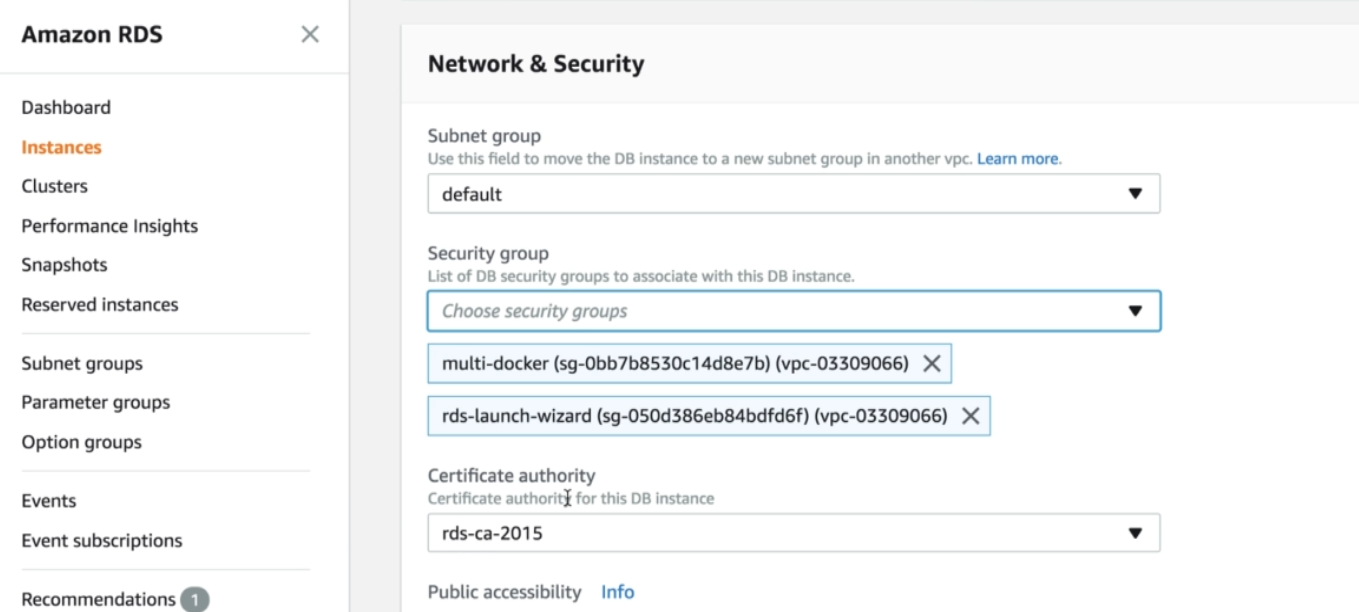 Amazon RDS
Dashboard
Instances
Clusters
Performance Insights
Snapshots
Reserved instances
Subnet groups
Parameter groups
Option groups
Events
Event subscriptions
Recommendations 1
Network & Security
Subnet group
Use this field to move the DB instance to a new subnet group in another vpc. Learn more.
default
Security group
List of DB security groups to associate with this DB instance.
Choose security groups
multi-docker (sg-0bb7b8530c14d8e7b) (vpc-03309066)
rds-launch-wizard (sg-050d386eb84bdfd6f) (vpc-03309066)
Certificate authority
Certificate authority for this DB instance
rds-ca-2015
Public accessibility Info